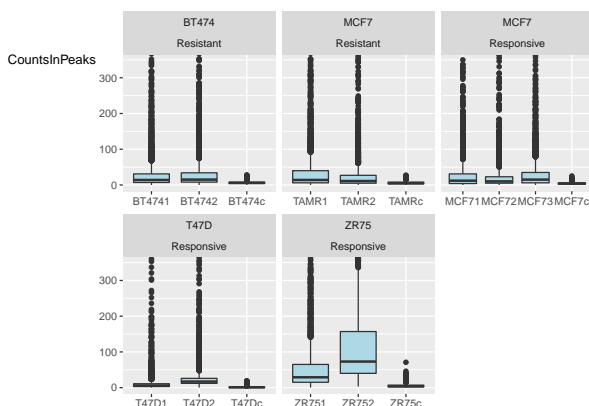 BT474 MCF7 MCF7
Resistant Resistant Responsive
CountsInPeaks
300
200
100
0
BT4741 BT4742 BT474c TAMR1 TAMR2 TAMRc MCF71 MCF72 MCF73 MCF7c
T47D ZR75
Responsive Responsive
300
200
100
0
T47D1 T47D2 T47Dc ZR751 ZR752 ZR75c